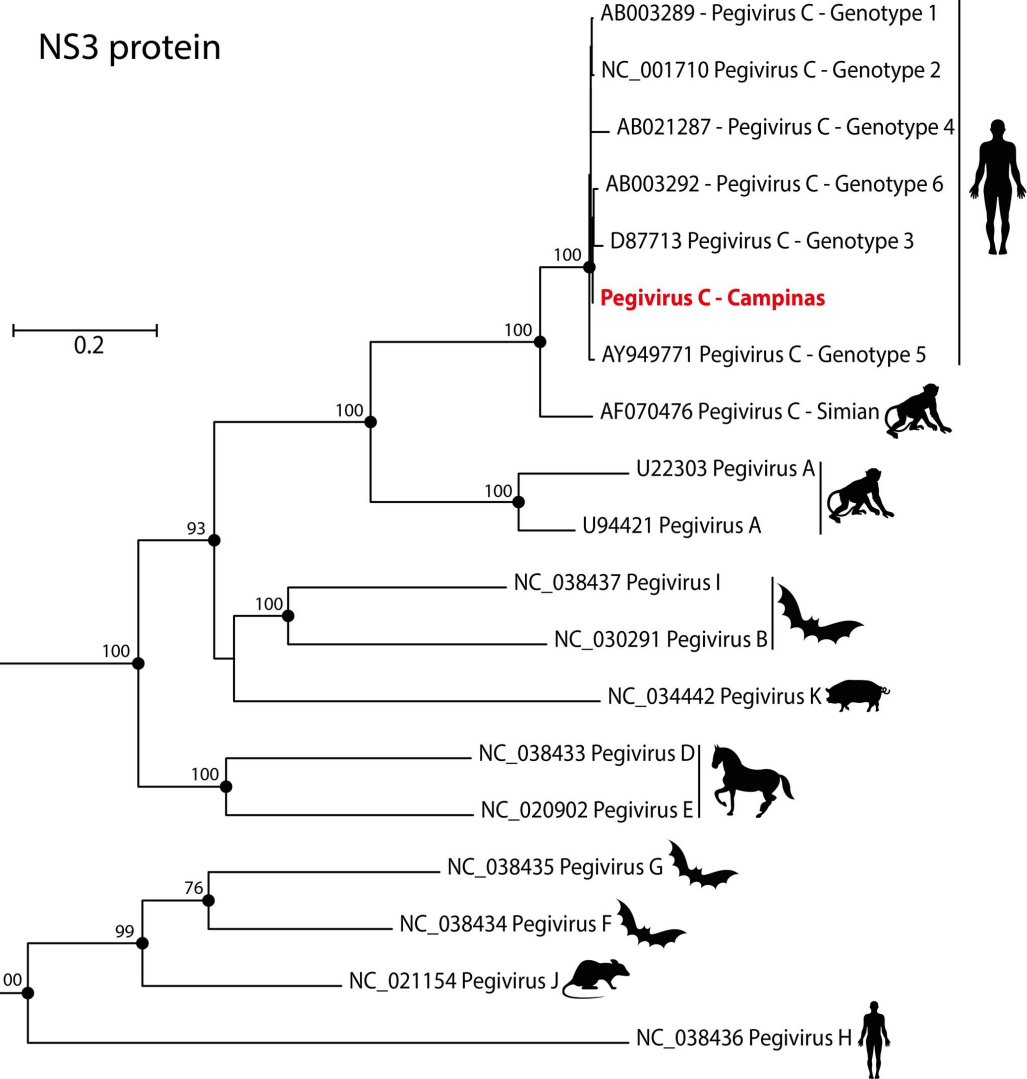 AB003289 - Pegivirus C - Genotype 1
NS3 protein
NC_001710 Pegivirus C - Genotype 2
AB021287 - Pegivirus C - Genotype 4
AB003292 - Pegivirus C - Genotype 6
D87713 Pegivirus C - Genotype 3
100
Pegivirus C - Campinas
0.2
100
AY949771 Pegivirus C - Genotype 5
100
AF070476 Pegivirus C - Simian
U22303 Pegivirus A
100
U94421 Pegivirus A
93
NC_038437 Pegivirus I
100
NC_030291 Pegivirus B
100
NC_034442 Pegivirus K
NC_038433 Pegivirus D
100
NC_020902 Pegivirus E
NC_038435 Pegivirus G
76
NC_038434 Pegivirus F
99
NC_021154 Pegivirus J
00
NC_038436 Pegivirus H